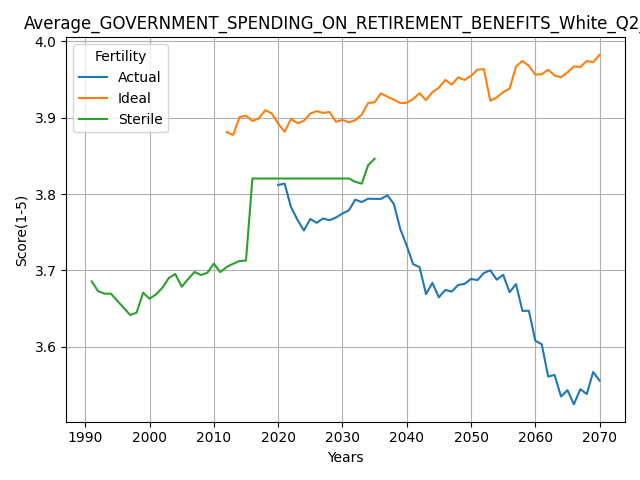 Average_GOVERNMENT_SPENDING_ON_RETIREMENT_BENEFITS_White_Q2_
Fertility
Actual
Ideal
Sterile
Score(1-5)
4.0
3.9
3.8
3.7
3.6
1990 2000 2010 2020 2030 2040 2050 2060 2070
Years